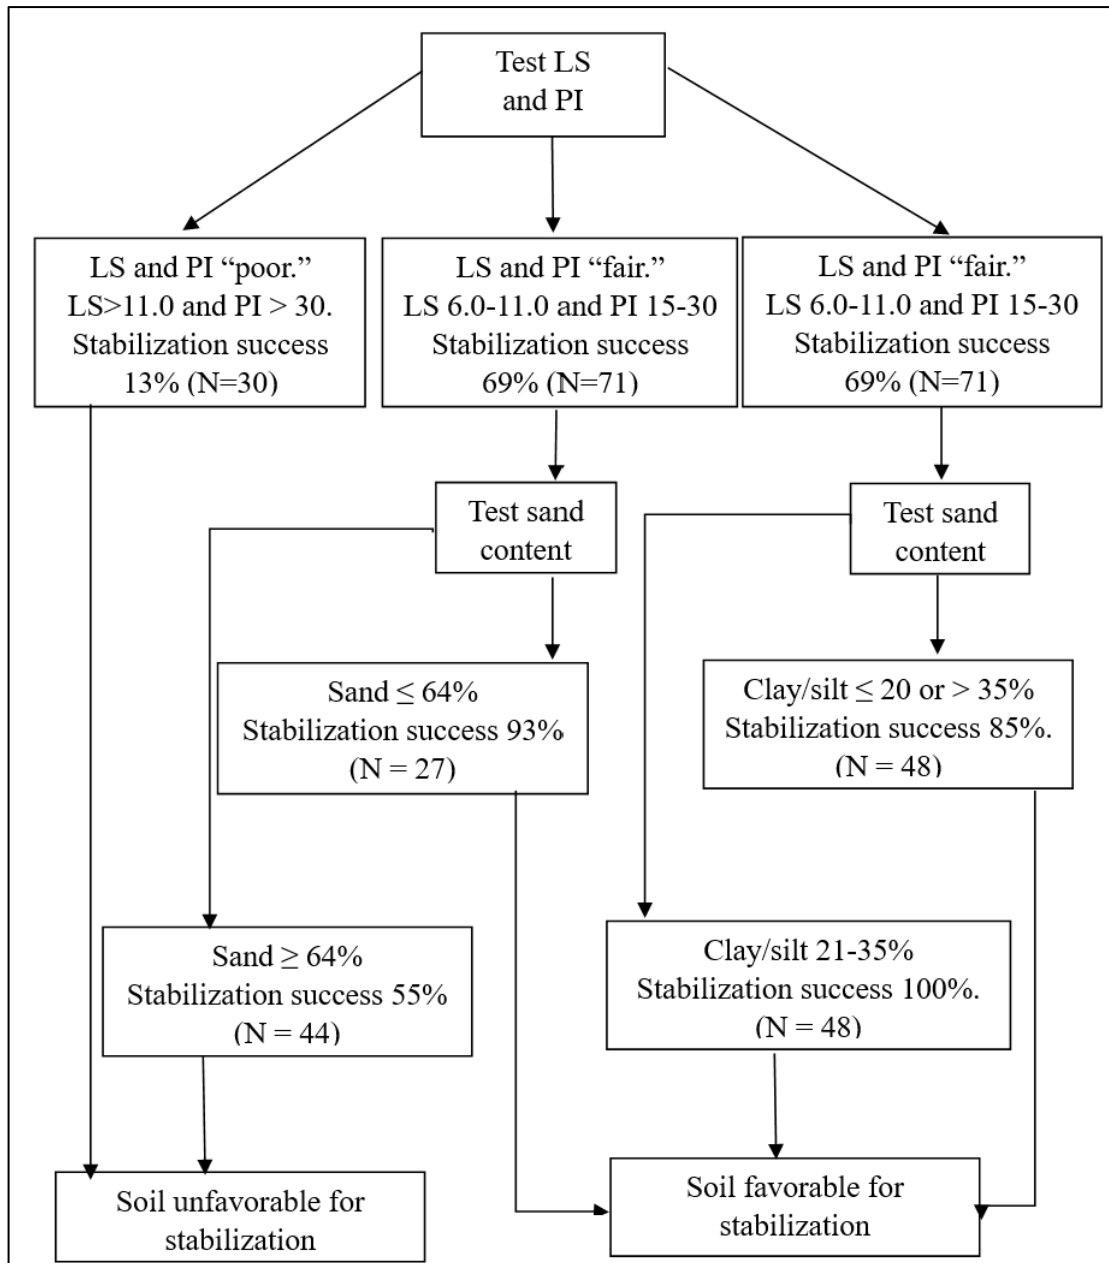 Test LS
and PI
LS and PI “poor.”
LS>11.0 and PI > 30.
Stabilization success
13% (N=30)
LS and PI “fair.”
LS 6.0-11.0 and PI 15-30
Stabilization success
69% (N=71)
LS and PI “fair.”
LS 6.0-11.0 and PI 15-30
Stabilization success
69% (N=71)
Test sand
content
Test sand
content
Sand ≤ 64%
Stabilization success 93%
(N = 27)
Clay/silt ≤ 20 or > 35%
Stabilization success 85%.
(N = 48)
Sand ≥ 64%
Stabilization success 55%
(N = 44)
Clay/silt 21-35%
Stabilization success 100%.
(N = 48)
Soil unfavorable for
stabilization
Soil favorable for
stabilization